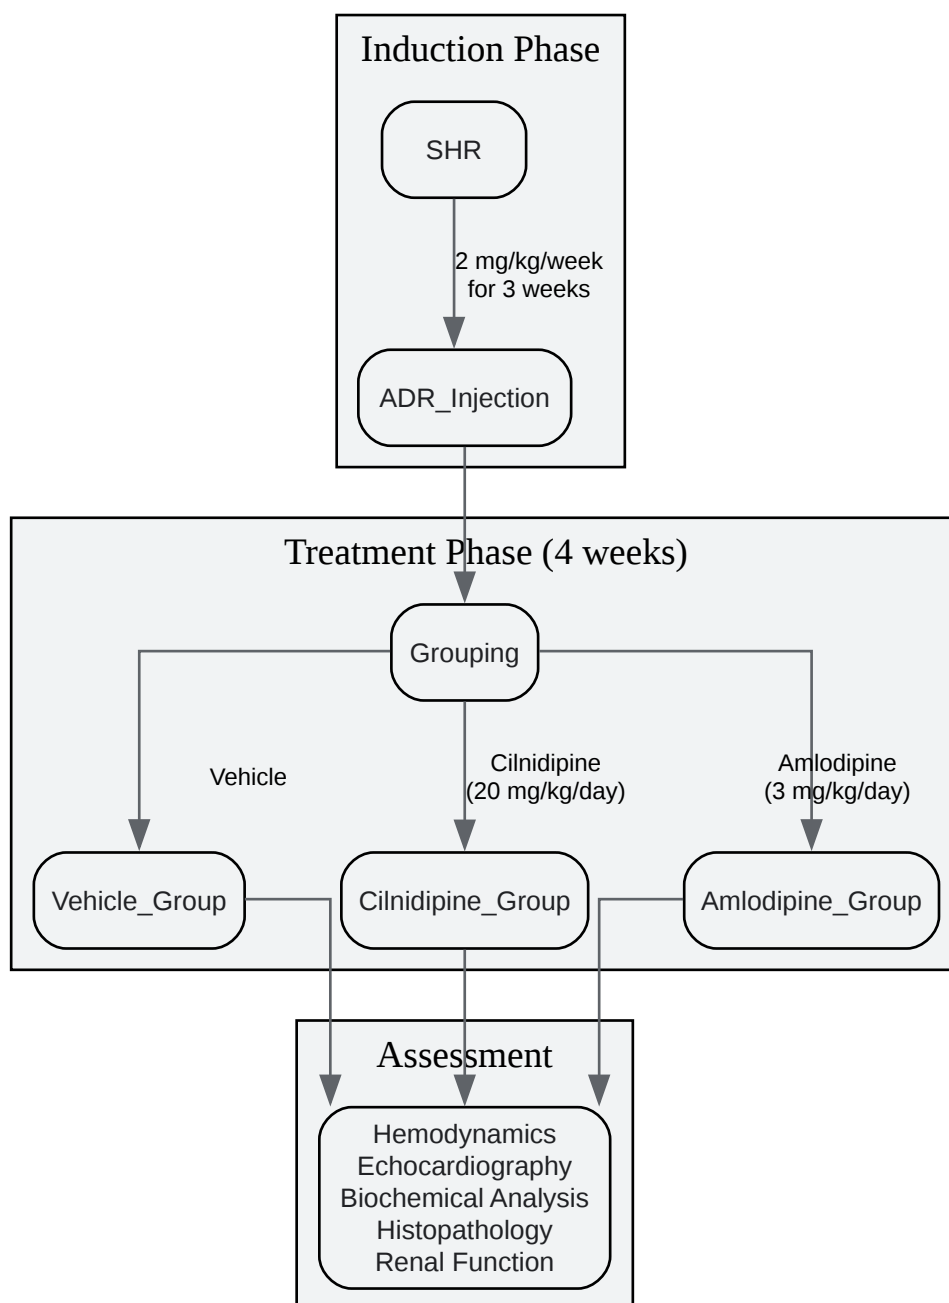 Induction Phase
SHR
2 mg/kg/week
for 3 weeks
ADR_Injection
Treatment Phase (4 weeks)
Grouping
Vehicle
Cilnidipine
(20 mg/kg/day)
Amlodipine
(3 mg/kg/day)
Vehicle_Group
Cilnidipine_Group
Amlodipine_Group
Assessment
Hemodynamics
Echocardiography
Biochemical Analysis
Histopathology
Renal Function